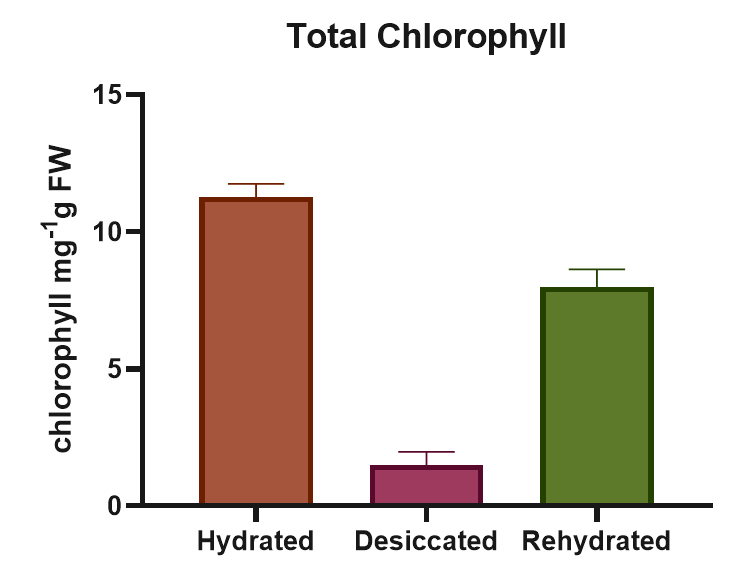 Total Chlorophyll
chlorophyll mg⁻¹g FW
15
10
5
0
Hydrated Desiccated Rehydrated